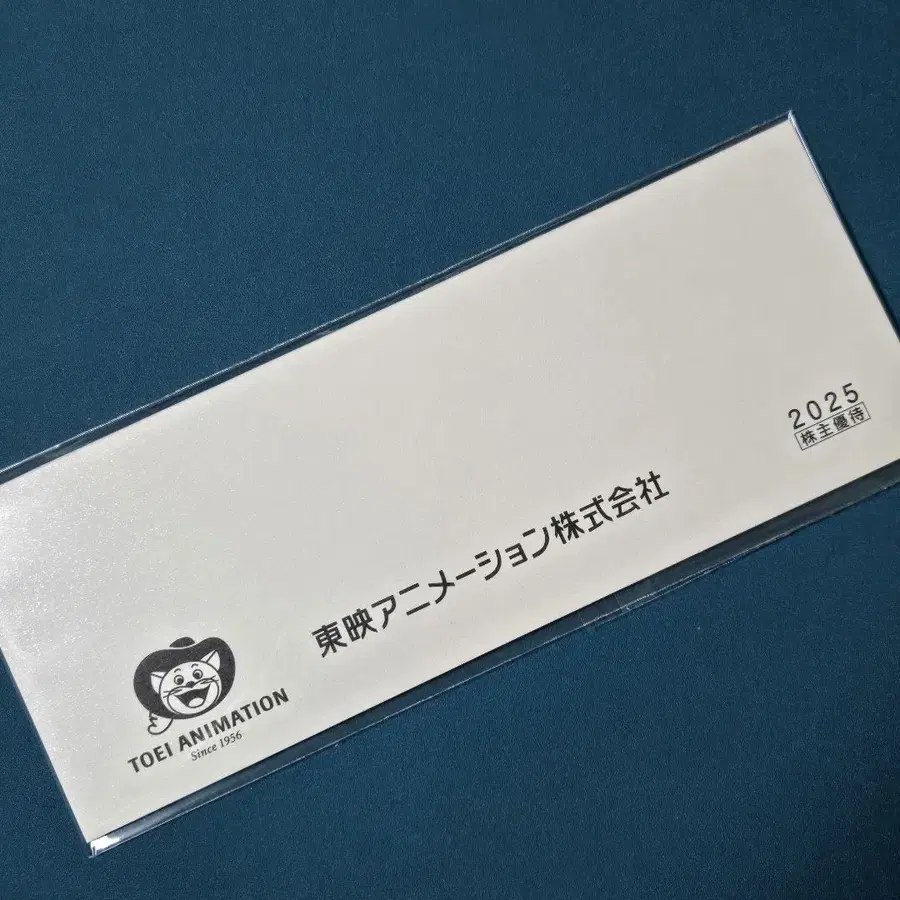 2025
株主優待
東映アニメーション株式会社
TOEI ANIMATION
Since 1956